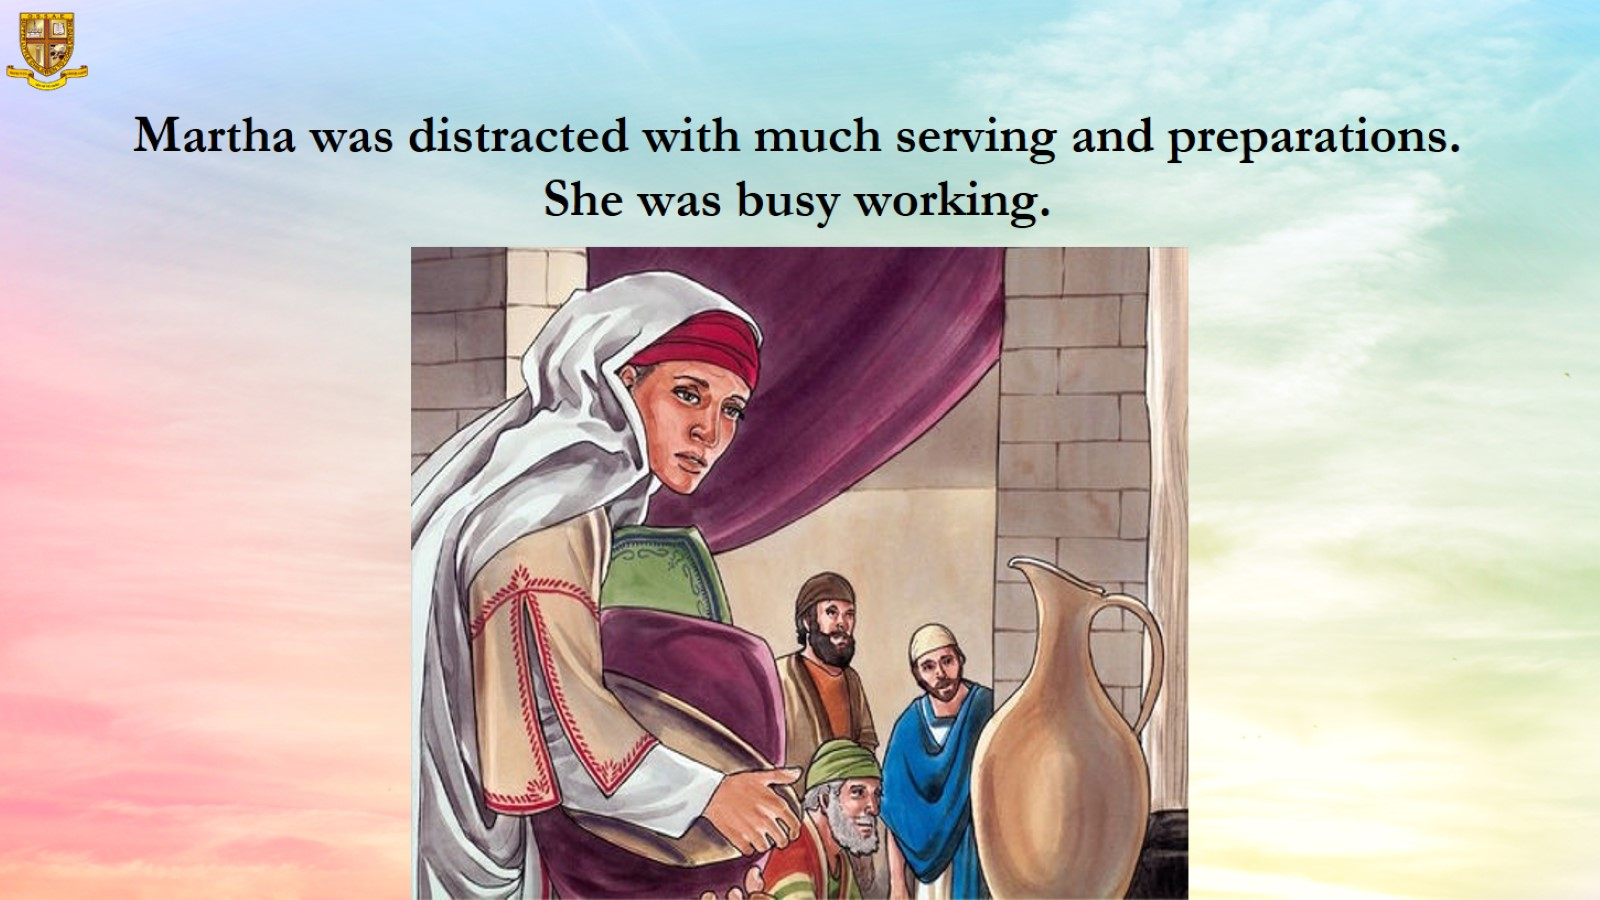 Martha was distracted with much serving and preparations.
She was busy working.